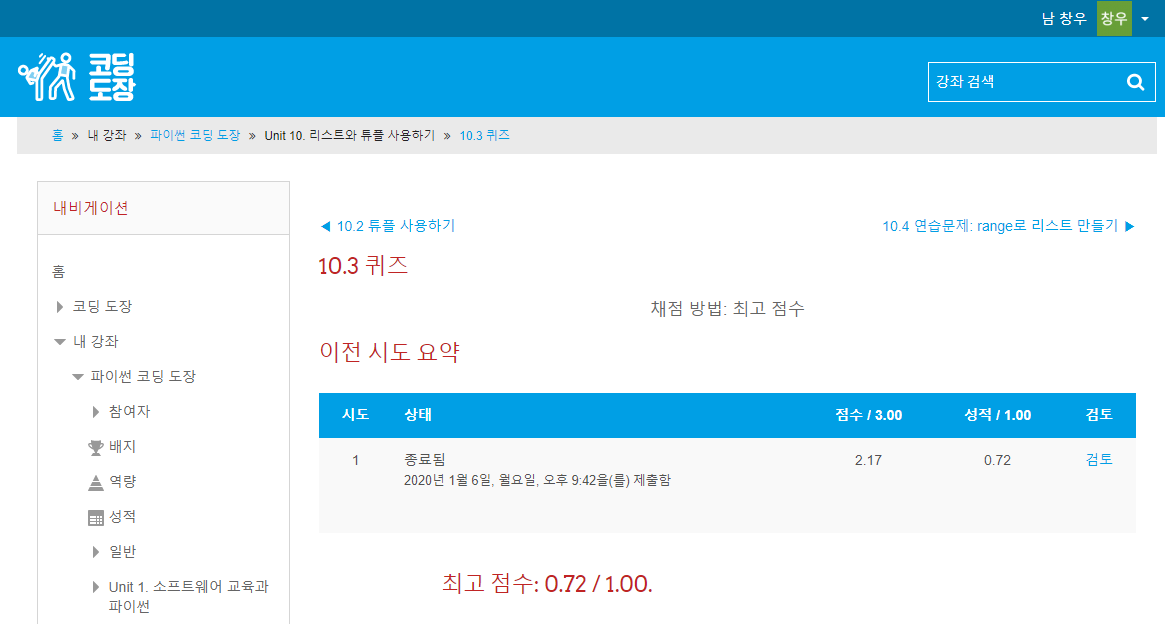 남 창우 창우
코딩
도장
강좌 검색
홈 » 내 강좌 » 파이썬 코딩 도장 » Unit 10. 리스트와 튜플 사용하기 » 10.3 퀴즈
내비게이션
홈
코딩 도장
내 강좌
파이썬 코딩 도장
참여자
배지
역량
성적
일반
Unit 1. 소프트웨어 교육과
파이썬
◀ 10.2 튜플 사용하기
10.4 연습문제: range로 리스트 만들기 ▶
10.3 퀴즈
채점 방법: 최고 점수
이전 시도 요약
시도 상태 점수 / 3.00 성적 / 1.00 검토
1 종료됨 2.17 0.72 검토
2020년 1월 6일, 월요일, 오후 9:42을(를) 제출함
최고 점수: 0.72 / 1.00.